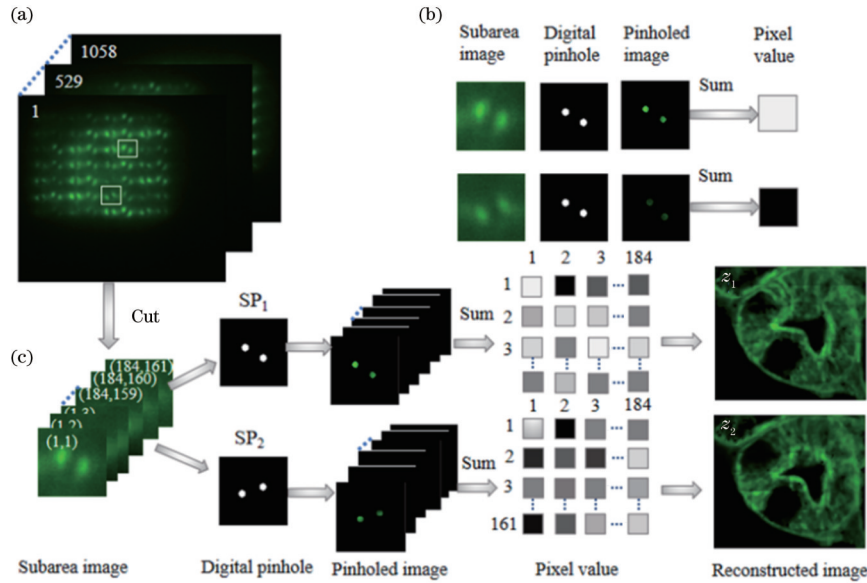 (a)
1058
529
1
(b)
Subarea image
Digital pinhole
Pinholed image
Pixel value
Sum
Sum
Cut
(c)
(184,161)
(184,160)
(184,159)
(1,3)
(1,2)
(1,1)
SP₁
SP₂
Sum
Sum
1 2 3 184
1
2
3
1 2 3 184
1
2
3
161
z₁
z₂
Subarea image
Digital pinhole
Pinholed image
Pixel value
Reconstructed image